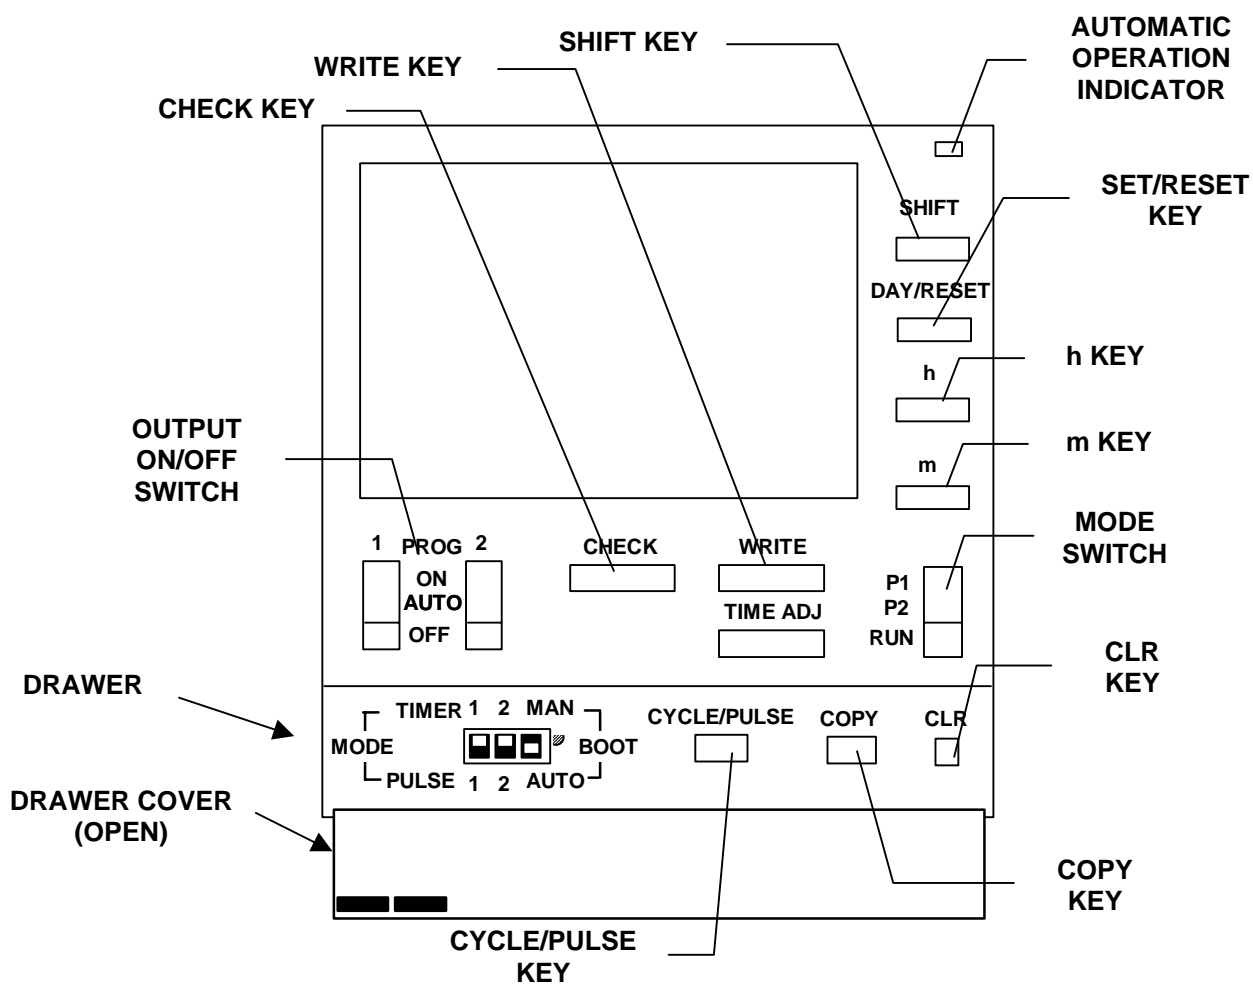 SHIFT KEY
AUTOMATIC
OPERATION
INDICATOR
WRITE KEY
CHECK KEY
SET/RESET
KEY
SHIFT
DAY/RESET
h KEY
h
OUTPUT
ON/OFF
SWITCH
m KEY
m
MODE
SWITCH
1 PROG 2
ON
AUTO
OFF
CHECK
WRITE
TIME ADJ
P1
P2
RUN
CLR
KEY
DRAWER
TIMER 1 2 MAN
MODE
BOOT
PULSE 1 2 AUTO
CYCLE/PULSE
COPY
CLR
DRAWER COVER
(OPEN)
COPY
KEY
CYCLE/PULSE
KEY